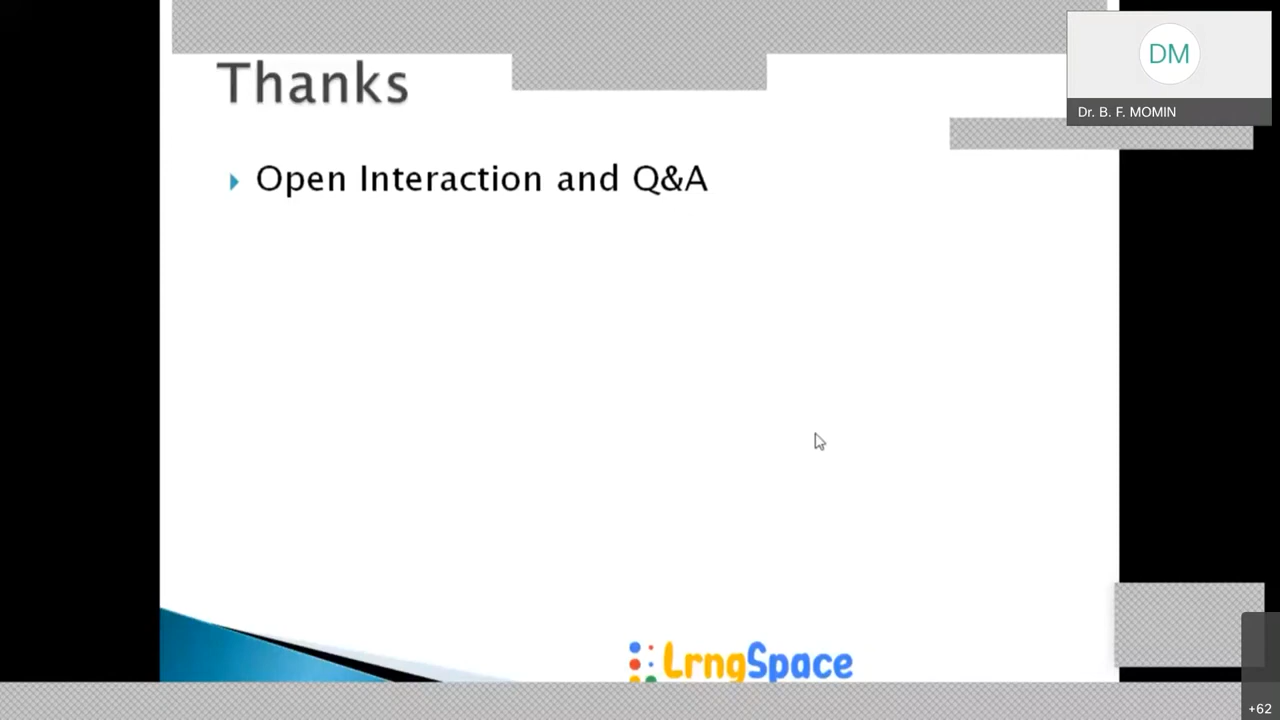 Thanks
DM
Dr. B. F. MOMIN
Open Interaction and Q&A
LrngSpace
+62